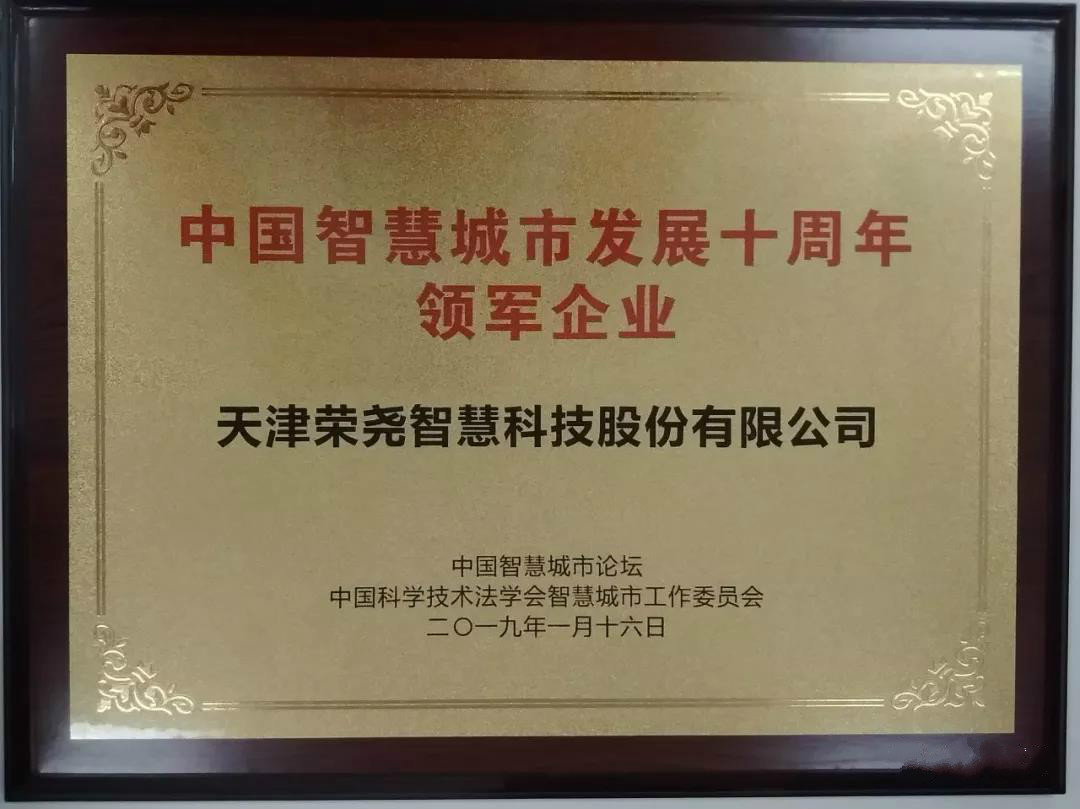 中国智慧城市发展十周年
领军企业
天津荣尧智慧科技股份有限公司
中国智慧城市论坛
中国科学技术法学会智慧城市工作委员会
二〇一九年一月十六日